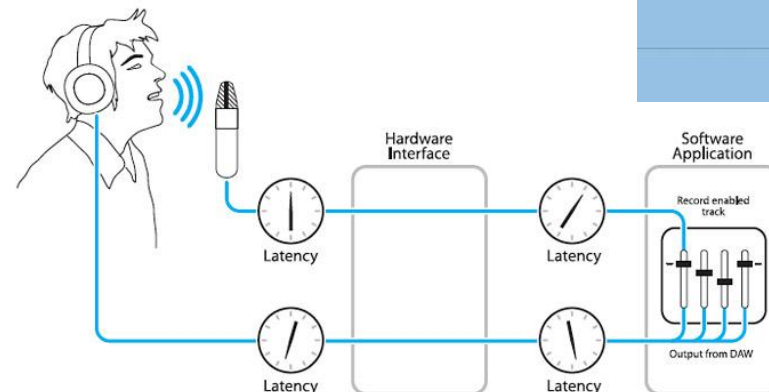 Hardware
Interface
Software
Application
Record enabled
track
Latency
Latency
Output from DAW
Latency
Latency